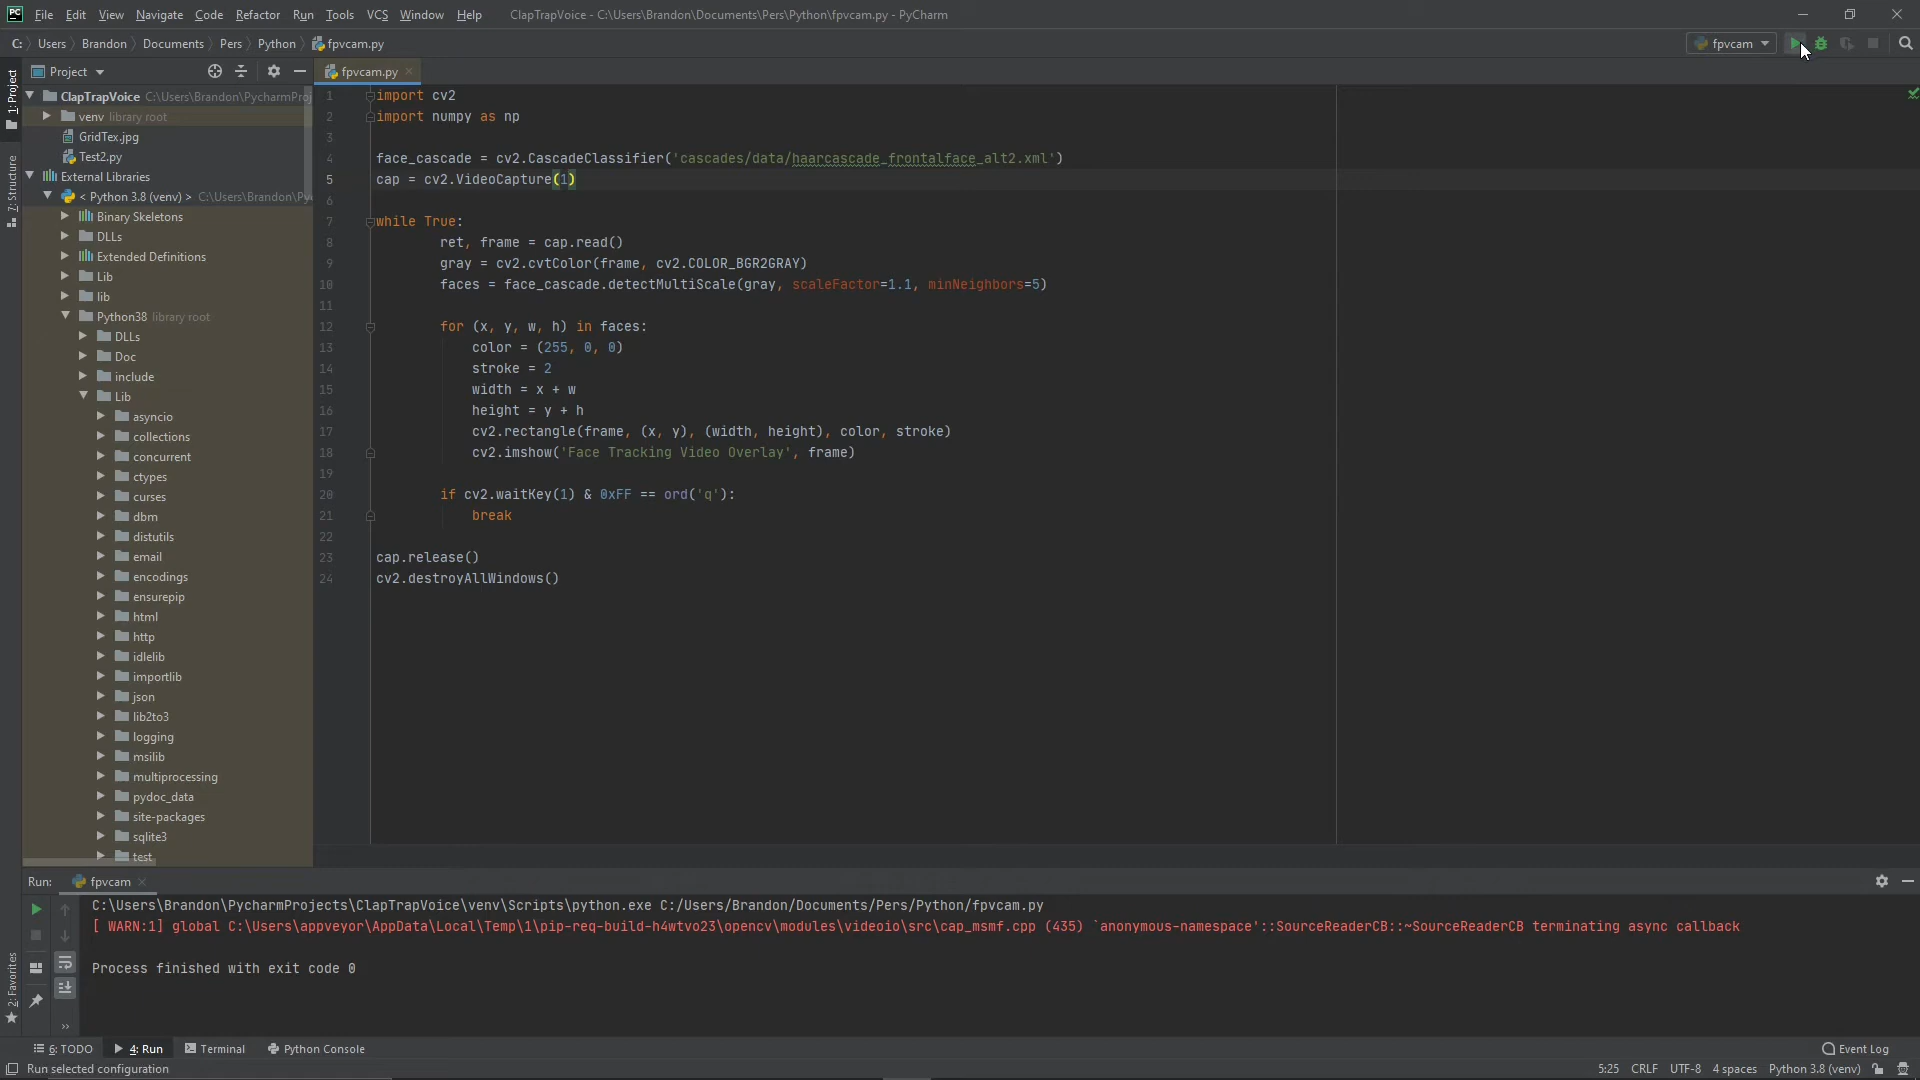 PC File Edit View Navigate Code Refactor Run Tools VCS Window Help ClapTrapVoice - C:\Users\Brandon\Documents\Pers\Python\fpvcam.py - PyCharm
C: Users Brandon Documents Pers Python fpvcam.py fpvcam
Project fpvcam.py
1: Project
7: Structure
2: Favorites
ClapTrapVoice C:\Users\Brandon\PycharmProj
venv library root
GridTex.jpg
Test2.py
External Libraries
< Python 3.8 (venv) > C:\Users\Brandon\Py
Binary Skeletons
DLLs
Extended Definitions
Lib
lib
Python38 library root
DLLs
Doc
include
Lib
asyncio
collections
concurrent
ctypes
curses
dbm
distutils
email
encodings
ensurepip
html
http
idlelib
importlib
json
lib2to3
logging
msilib
multiprocessing
pydoc_data
site-packages
sqlite3
test
1 import cv2
2 import numpy as np
3
4 face_cascade = cv2.CascadeClassifier('cascades/data/haarcascade_frontalface_alt2.xml')
5 cap = cv2.VideoCapture(1)
6
7 while True:
8 ret, frame = cap.read()
9 gray = cv2.cvtColor(frame, cv2.COLOR_BGR2GRAY)
10 faces = face_cascade.detectMultiScale(gray, scaleFactor=1.1, minNeighbors=5)
11
12 for (x, y, w, h) in faces:
13 color = (255, 0, 0)
14 stroke = 2
15 width = x + w
16 height = y + h
17 cv2.rectangle(frame, (x, y), (width, height), color, stroke)
18 cv2.imshow('Face Tracking Video Overlay', frame)
19
20 if cv2.waitKey(1) & 0xFF == ord('q'):
21 break
22
23 cap.release()
24 cv2.destroyAllWindows()
Run: fpvcam
C:\Users\Brandon\PycharmProjects\ClapTrapVoice\venv\Scripts\python.exe C:/Users/Brandon/Documents/Pers/Python/fpvcam.py
[ WARN:1] global C:\Users\appveyor\AppData\Local\Temp\1\pip-req-build-h4wtvo23\opencv\modules\videoio\src\cap_msmf.cpp (435) `anonymous-namespace'::SourceReaderCB::~SourceReaderCB terminating async callback
Process finished with exit code 0
6: TODO 4: Run Terminal Python Console Event Log
Run selected configuration 5:25 CRLF UTF-8 4 spaces Python 3.8 (venv)